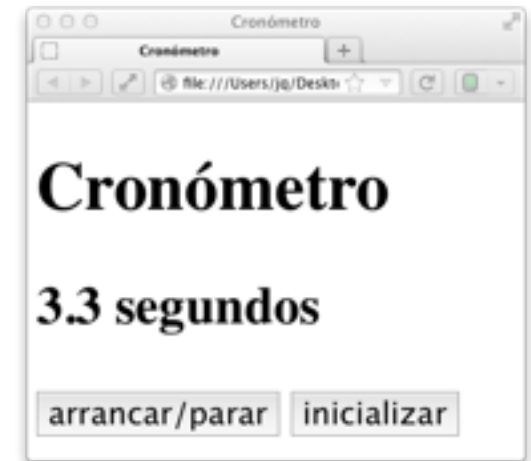 Cronómetro
Cronómetro
file:///Users/jq/Deskt
Cronómetro
3.3 segundos
arrancar/parar inicializar